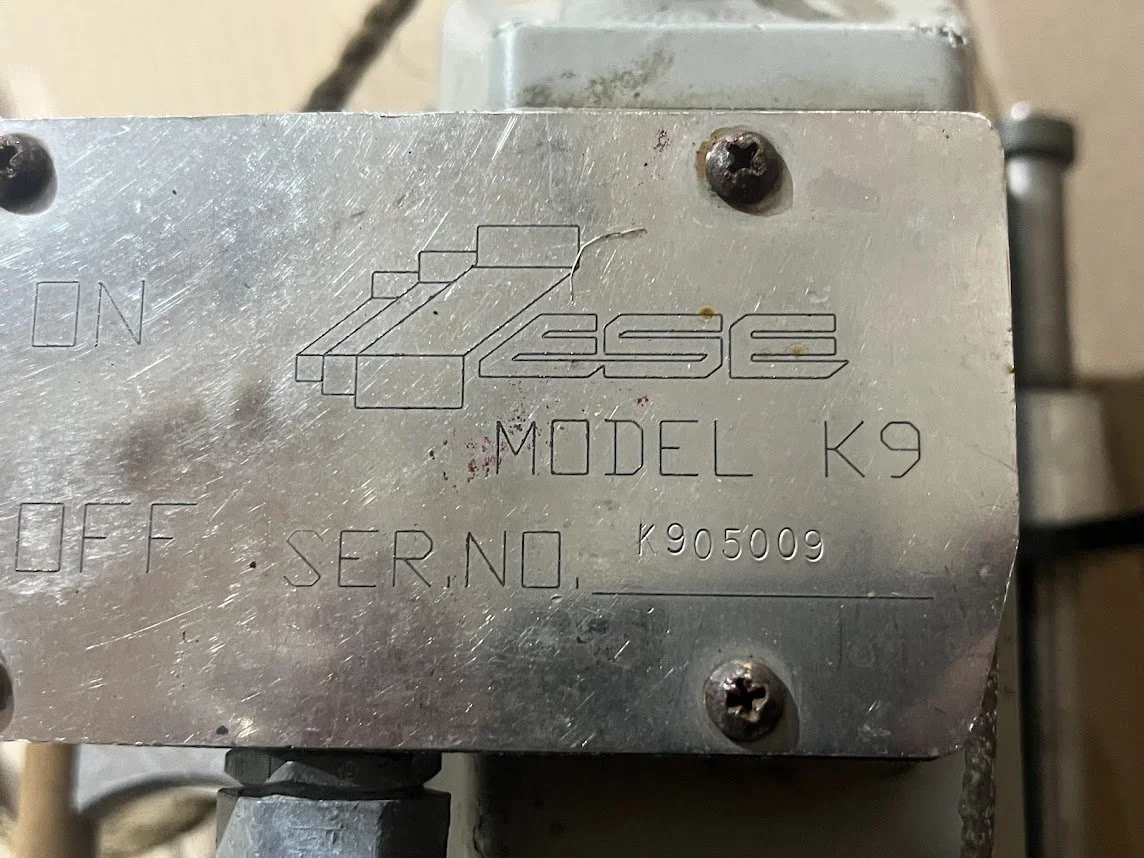 ON
ESE
MODEL K9
OFF
SER.NO. K905009